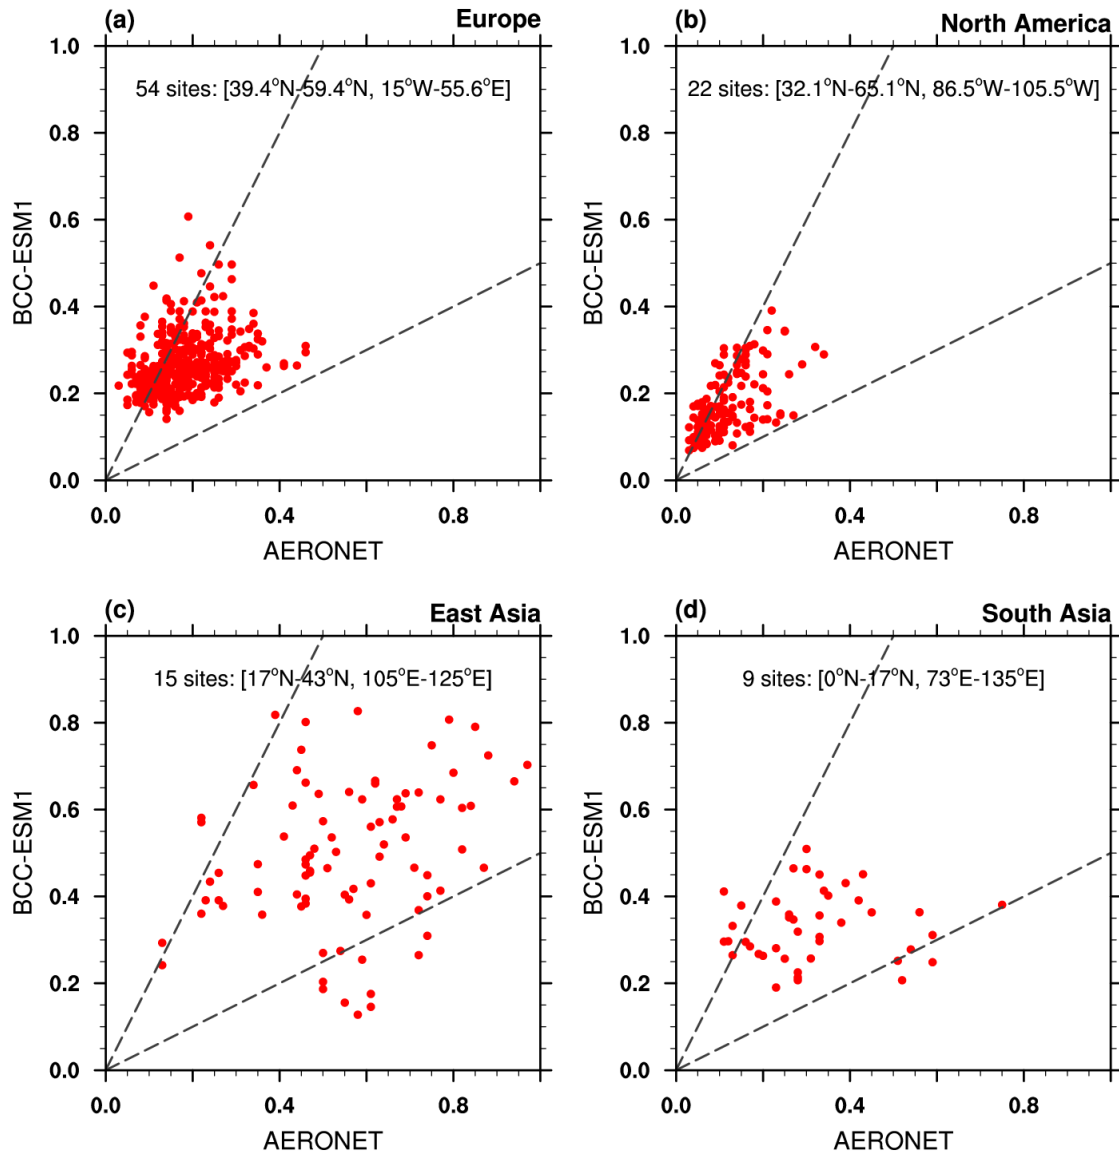 (a) Europe
54 sites: [39.4°N-59.4°N, 15°W-55.6°E]
1.0
0.8
0.6
0.4
0.2
0.0
BCC-ESM1
0.0 0.4 0.8
AERONET
(b) North America
22 sites: [32.1°N-65.1°N, 86.5°W-105.5°W]
1.0
0.8
0.6
0.4
0.2
0.0
BCC-ESM1
0.0 0.4 0.8
AERONET
(c) East Asia
15 sites: [17°N-43°N, 105°E-125°E]
1.0
0.8
0.6
0.4
0.2
0.0
BCC-ESM1
0.0 0.4 0.8
AERONET
(d) South Asia
9 sites: [0°N-17°N, 73°E-135°E]
1.0
0.8
0.6
0.4
0.2
0.0
BCC-ESM1
0.0 0.4 0.8
AERONET